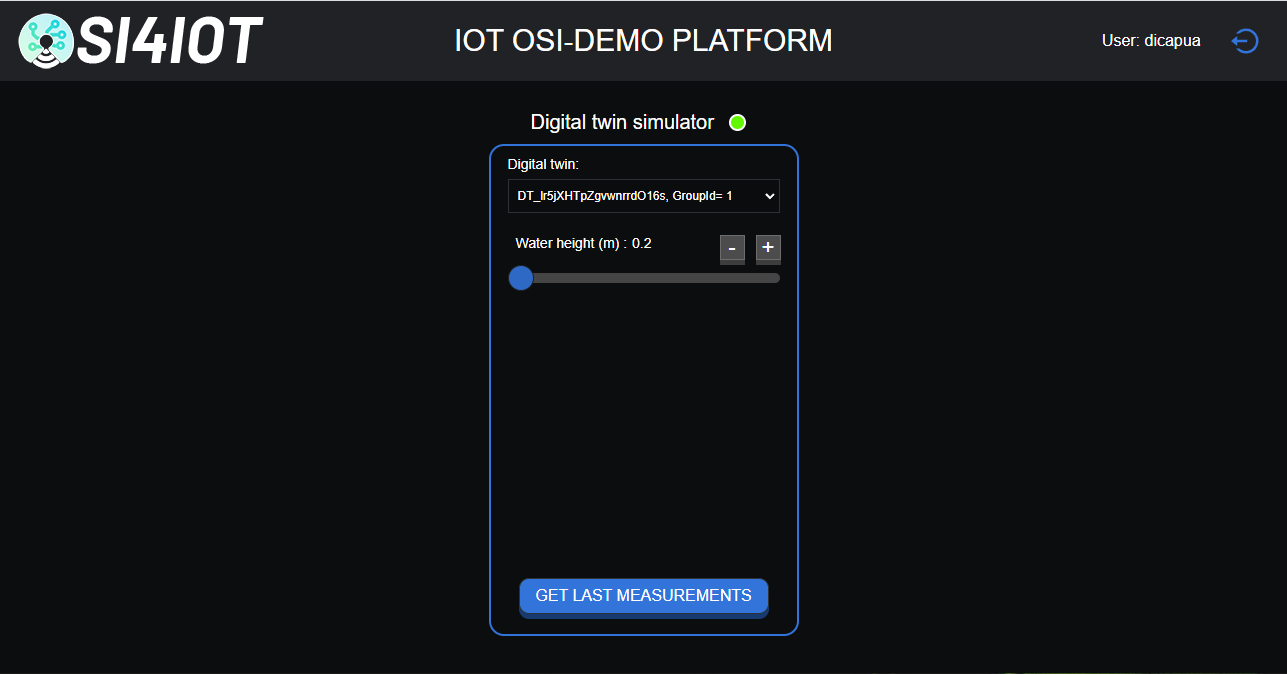 OSI4IOT
IOT OSI-DEMO PLATFORM
User: dicapua
Digital twin simulator
Digital twin:
DT_Ir5jXHTpZgvwnrrdO16s, GroupId= 1
Water height (m) : 0.2
- +
GET LAST MEASUREMENTS